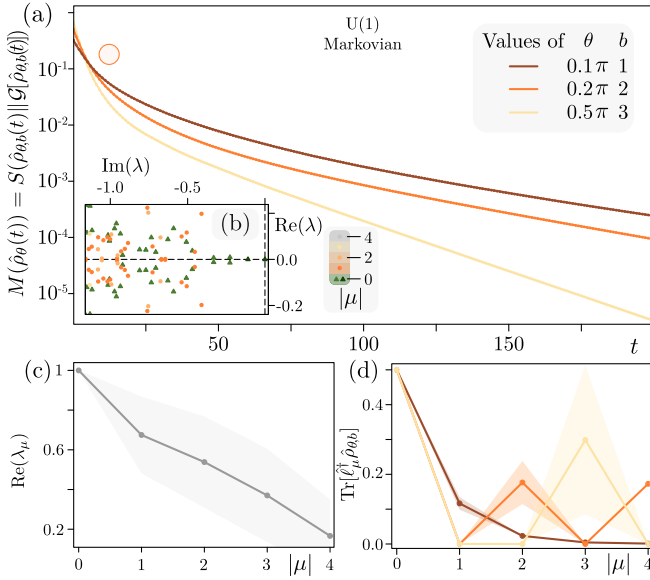 (a)
U(1)
Markovian
Values of θ b
0.1π 1
0.2π 2
0.5π 3
M(ρ̂_θ(t)) = S(ρ̂_{θ,b}(t)||𝒢[ρ̂_{θ,b}(t)]
10⁻¹
10⁻²
10⁻³
10⁻⁴
10⁻⁵
Im(λ)
-1.0 -0.5
(b) Re(λ)
0.0
-0.2
4
2
0
|μ|
50 100 150 t
(c)
1
0.6
0.2
Re(λ_μ)
0 1 2 3 |μ| 4
(d)
0.4
0.2
0.0
Tr[ℓ̂†_μ ρ̂_{θ,b}]
0 1 2 3 |μ| 4